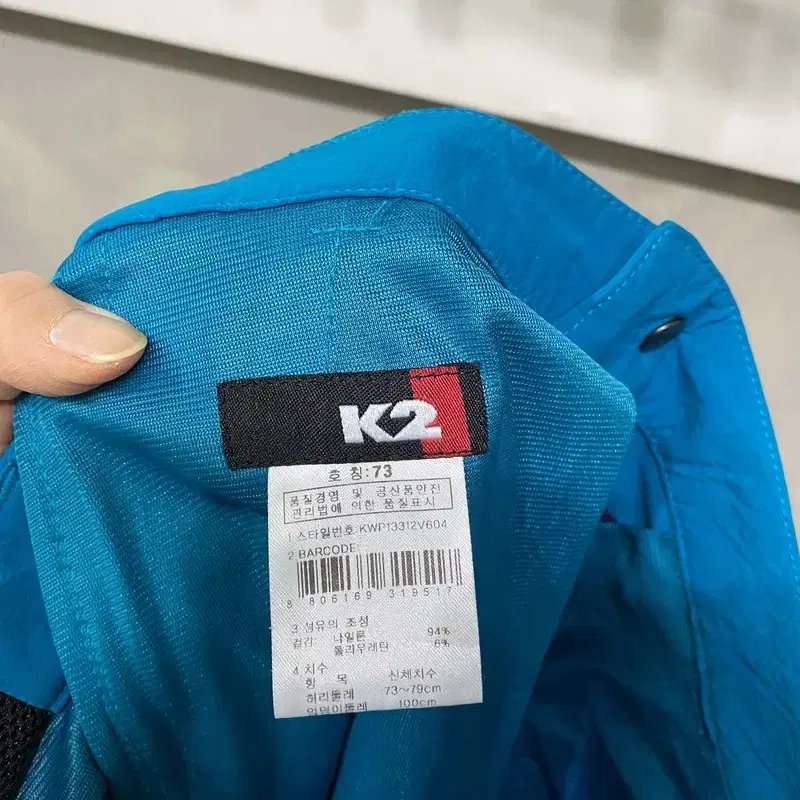 K2
호 칭:73
품질경영 및 공산품안전
관리법에 의한 품질표시
1 스타일번호 KWP13312V604
2 BARCODE
8 806169 319517
3 섬유의 조성
겉감: 나일론 94%
폴리우레탄 6%
4 치수
항 목 신체치수
허리둘레 73~79cm
엉덩이둘레 100cm